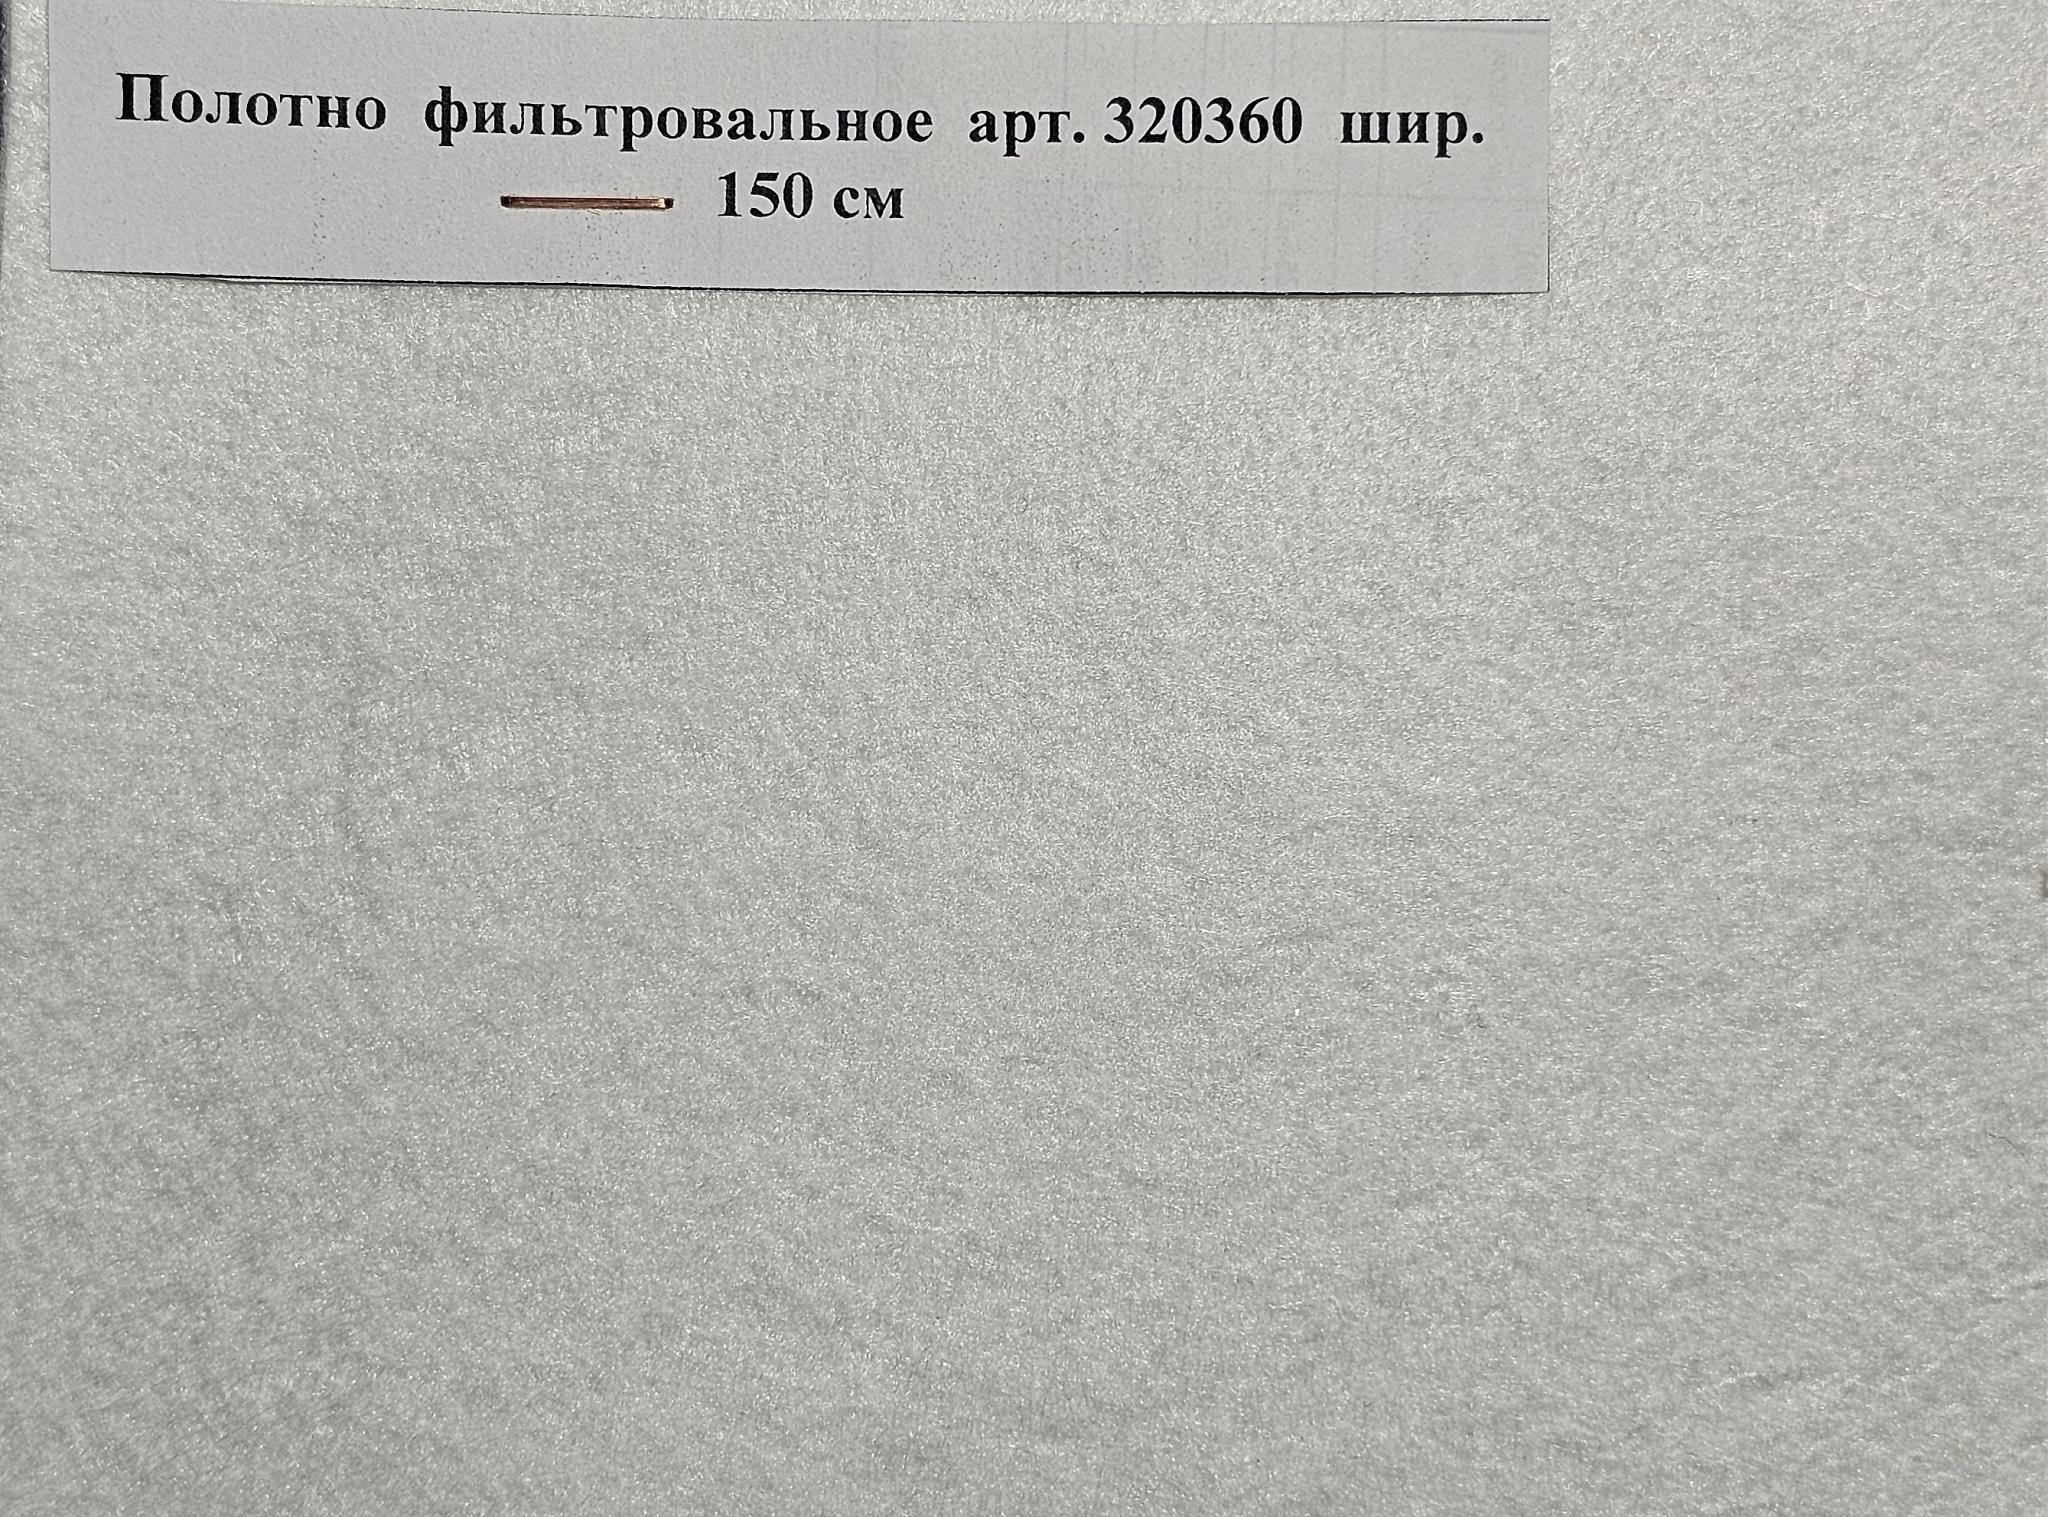 Полотно фильтровальное арт. 320360 шир.
150 см